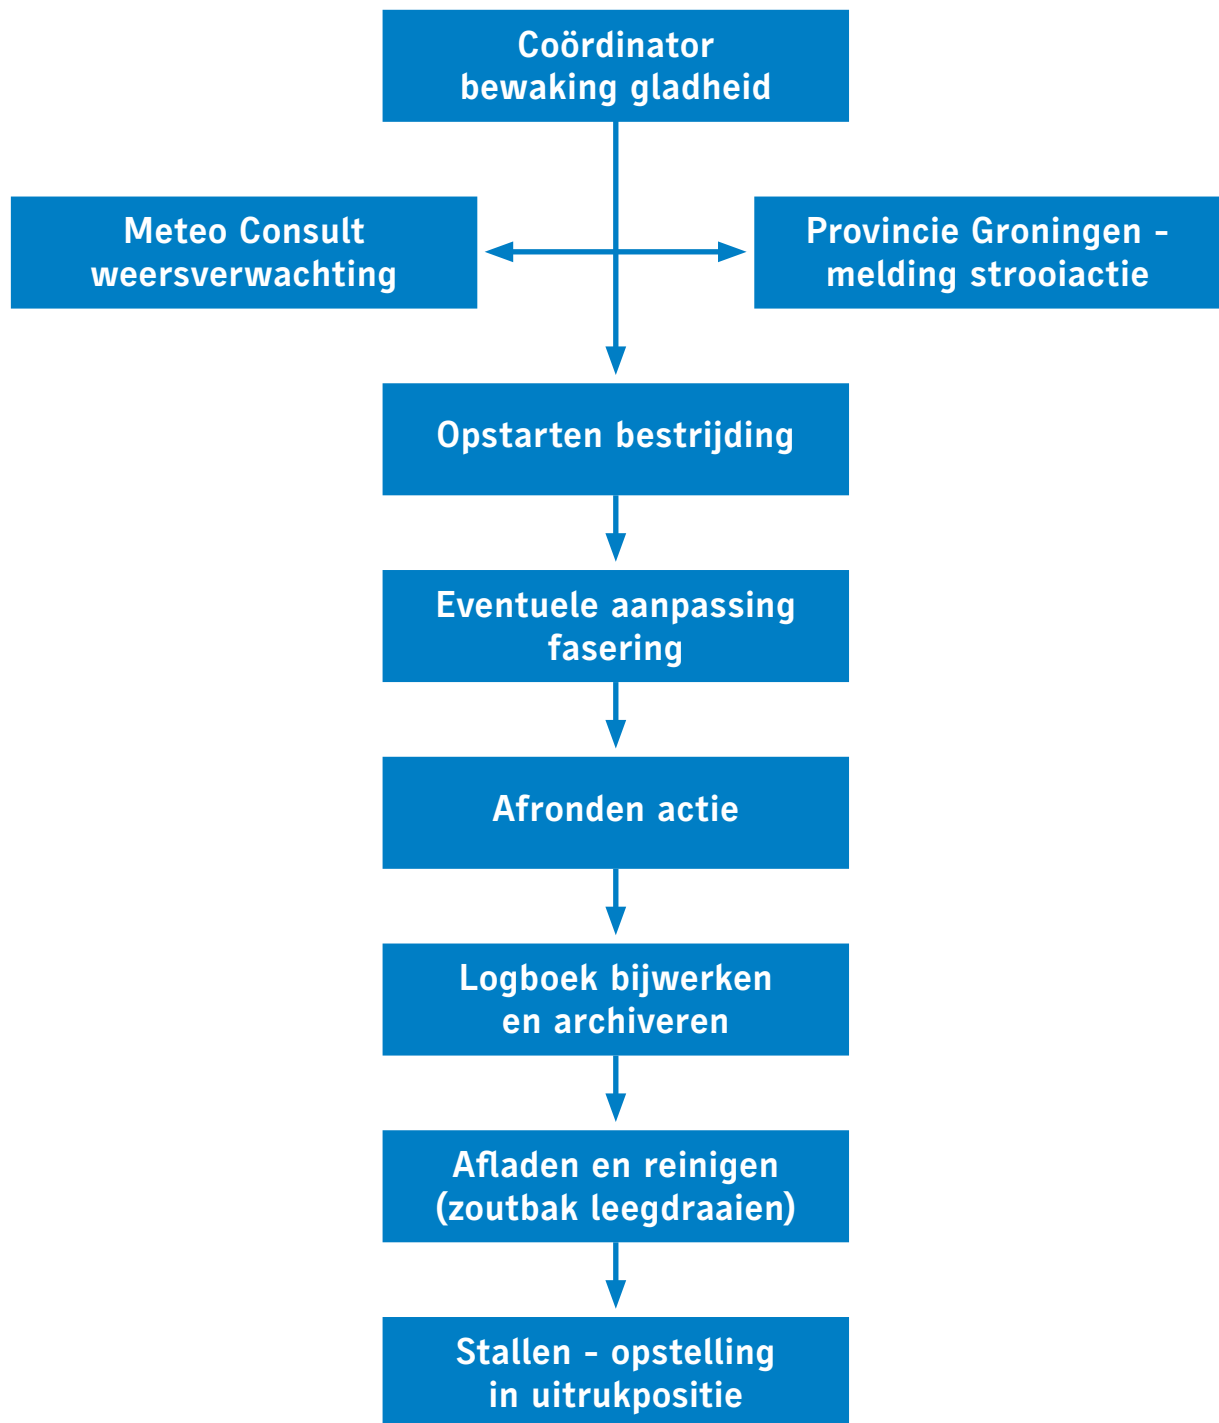 Coördinator
bewaking gladheid
Meteo Consult
weersverwachting
Provincie Groningen -
melding strooiactie
Opstarten bestrijding
Eventuele aanpassing
fasering
Afronden actie
Logboek bijwerken
en archiveren
Afladen en reinigen
(zoutbak leegdraaien)
Stallen - opstelling
in uitrukpositie